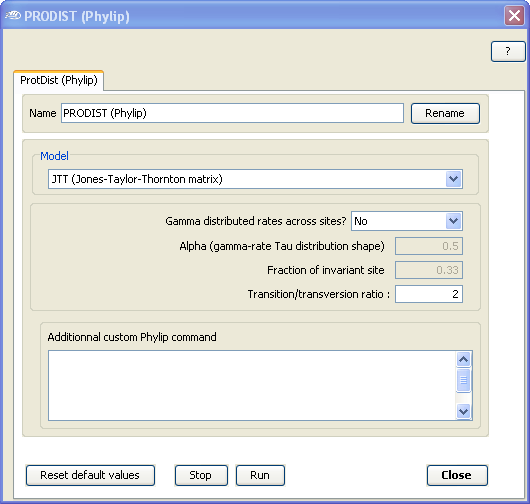 PRODIST (Phylip)
?
ProtDist (Phylip)
Name PRODIST (Phylip) Rename
Model
JTT (Jones-Taylor-Thornton matrix)
Gamma distributed rates across sites? No
Alpha (gamma-rate Tau distribution shape) 0.5
Fraction of invariant site 0.33
Transition/transversion ratio : 2
Additionnal custom Phylip command
Reset default values Stop Run Close